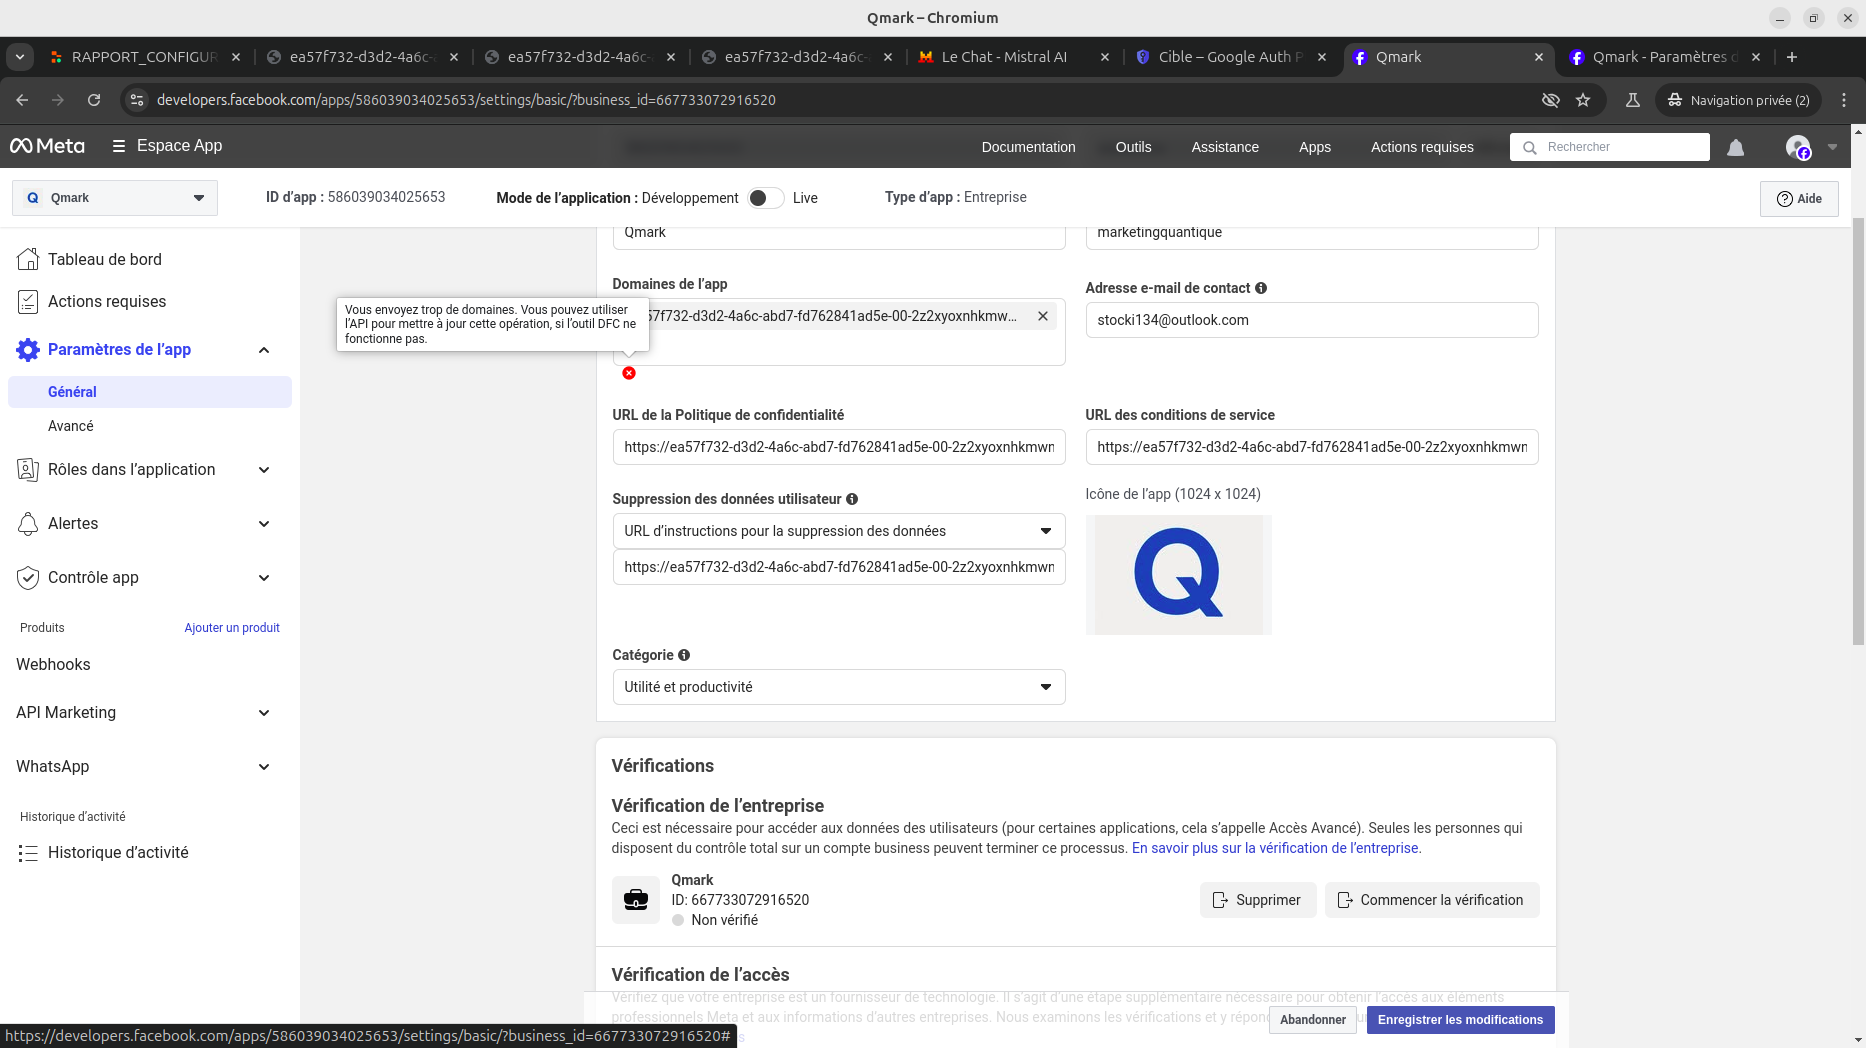 Qmark – Chromium
RAPPORT_CONFIGUR
ea57f732-d3d2-4a6c-
ea57f732-d3d2-4a6c-
ea57f732-d3d2-4a6c-
Le Chat - Mistral AI
Cible – Google Auth P
Qmark
Qmark - Paramètres d
developers.facebook.com/apps/586039034025653/settings/basic/?business_id=667733072916520
Navigation privée (2)
Meta
Espace App
Documentation
Outils
Assistance
Apps
Actions requises
Rechercher
Qmark
ID d’app : 586039034025653
Mode de l’application : Développement
Live
Type d’app : Entreprise
Aide
Tableau de bord
Actions requises
Paramètres de l’app
Général
Avancé
Rôles dans l’application
Alertes
Contrôle app
Produits
Ajouter un produit
Webhooks
API Marketing
WhatsApp
Historique d’activité
Historique d’activité
Qmark
marketingquantique
Domaines de l’app
57f732-d3d2-4a6c-abd7-fd762841ad5e-00-2z2xyoxnhkmw...
Vous envoyez trop de domaines. Vous pouvez utiliser
l’API pour mettre à jour cette opération, si l’outil DFC ne
fonctionne pas.
Adresse e-mail de contact
stocki134@outlook.com
URL de la Politique de confidentialité
https://ea57f732-d3d2-4a6c-abd7-fd762841ad5e-00-2z2xyoxnhkmwn
URL des conditions de service
https://ea57f732-d3d2-4a6c-abd7-fd762841ad5e-00-2z2xyoxnhkmwn
Suppression des données utilisateur
URL d’instructions pour la suppression des données
https://ea57f732-d3d2-4a6c-abd7-fd762841ad5e-00-2z2xyoxnhkmwn
Icône de l’app (1024 x 1024)
Q
Catégorie
Utilité et productivité
Vérifications
Vérification de l’entreprise
Ceci est nécessaire pour accéder aux données des utilisateurs (pour certaines applications, cela s’appelle Accès Avancé). Seules les personnes qui
disposent du contrôle total sur un compte business peuvent terminer ce processus. En savoir plus sur la vérification de l’entreprise.
Qmark
ID: 667733072916520
Non vérifié
Supprimer
Commencer la vérification
Vérification de l’accès
Vérifiez que votre entreprise est un fournisseur de technologie. Il s’agit d’une étape supplémentaire nécessaire pour obtenir l’accès aux éléments
professionnels Meta et aux informations d’autres entreprises. Nous examinons les vérifications et y répond
Abandonner
Enregistrer les modifications
https://developers.facebook.com/apps/586039034025653/settings/basic/?business_id=667733072916520#